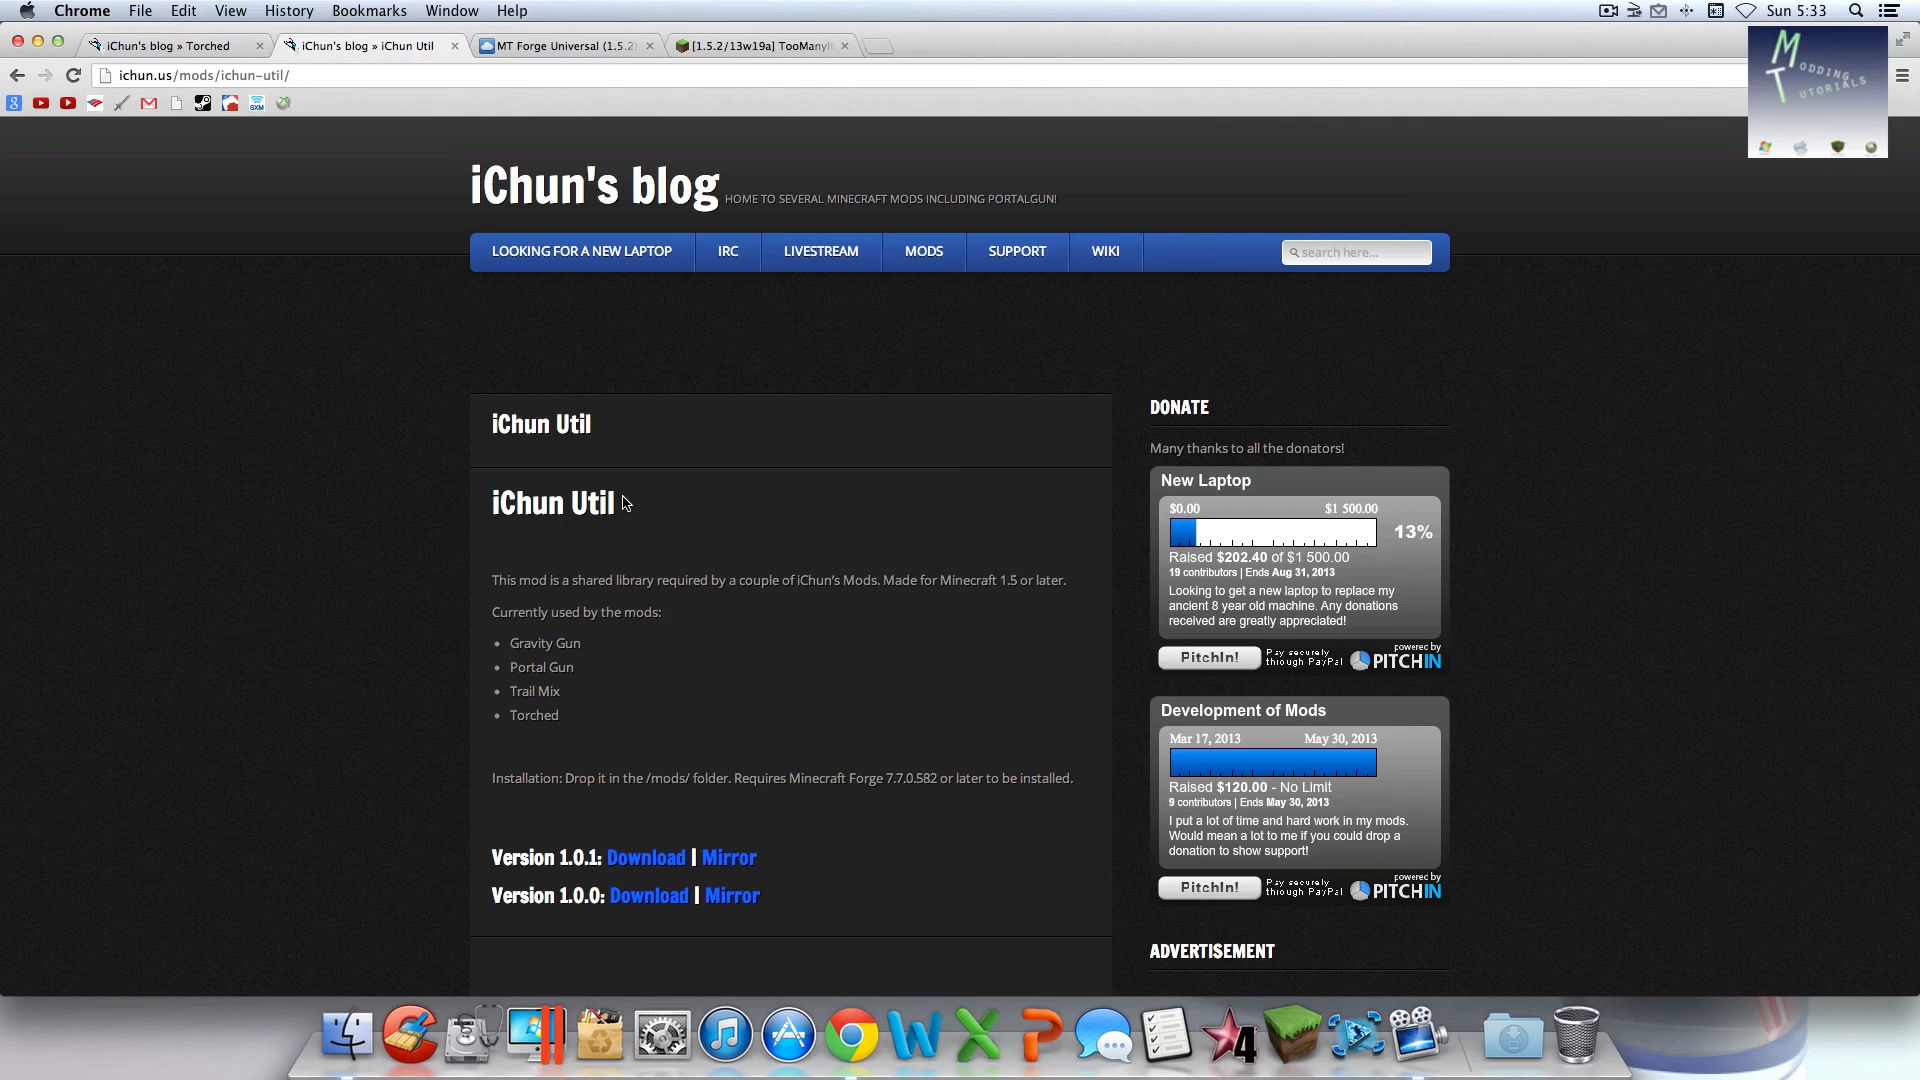 Chrome File Edit View History Bookmarks Window Help Sun 5:33
iChun's blog » Torched
iChun's blog » iChun Util
MT Forge Universal (1.5.2)
[1.5.2/13w19a] TooManyIt
ichun.us/mods/ichun-util/
Modding Tutorials
iChun's blog HOME TO SEVERAL MINECRAFT MODS INCLUDING PORTALGUN!
LOOKING FOR A NEW LAPTOP IRC LIVESTREAM MODS SUPPORT WIKI search here...
iChun Util
iChun Util
This mod is a shared library required by a couple of iChun's Mods. Made for Minecraft 1.5 or later.
Currently used by the mods:
• Gravity Gun
• Portal Gun
• Trail Mix
• Torched
Installation: Drop it in the /mods/ folder. Requires Minecraft Forge 7.7.0.582 or later to be installed.
Version 1.0.1: Download | Mirror
Version 1.0.0: Download | Mirror
DONATE
Many thanks to all the donators!
New Laptop
$0.00 $1 500.00
13%
Raised $202.40 of $1 500.00
19 contributors | Ends Aug 31, 2013
Looking to get a new laptop to replace my
ancient 8 year old machine. Any donations
received are greatly appreciated!
PitchIn! Pay securely through PayPal powered by PITCHIN
Development of Mods
Mar 17, 2013 May 30, 2013
Raised $120.00 - No Limit
9 contributors | Ends May 30, 2013
I put a lot of time and hard work in my mods.
Would mean a lot to me if you could drop a
donation to show support!
PitchIn! Pay securely through PayPal powered by PITCHIN
ADVERTISEMENT